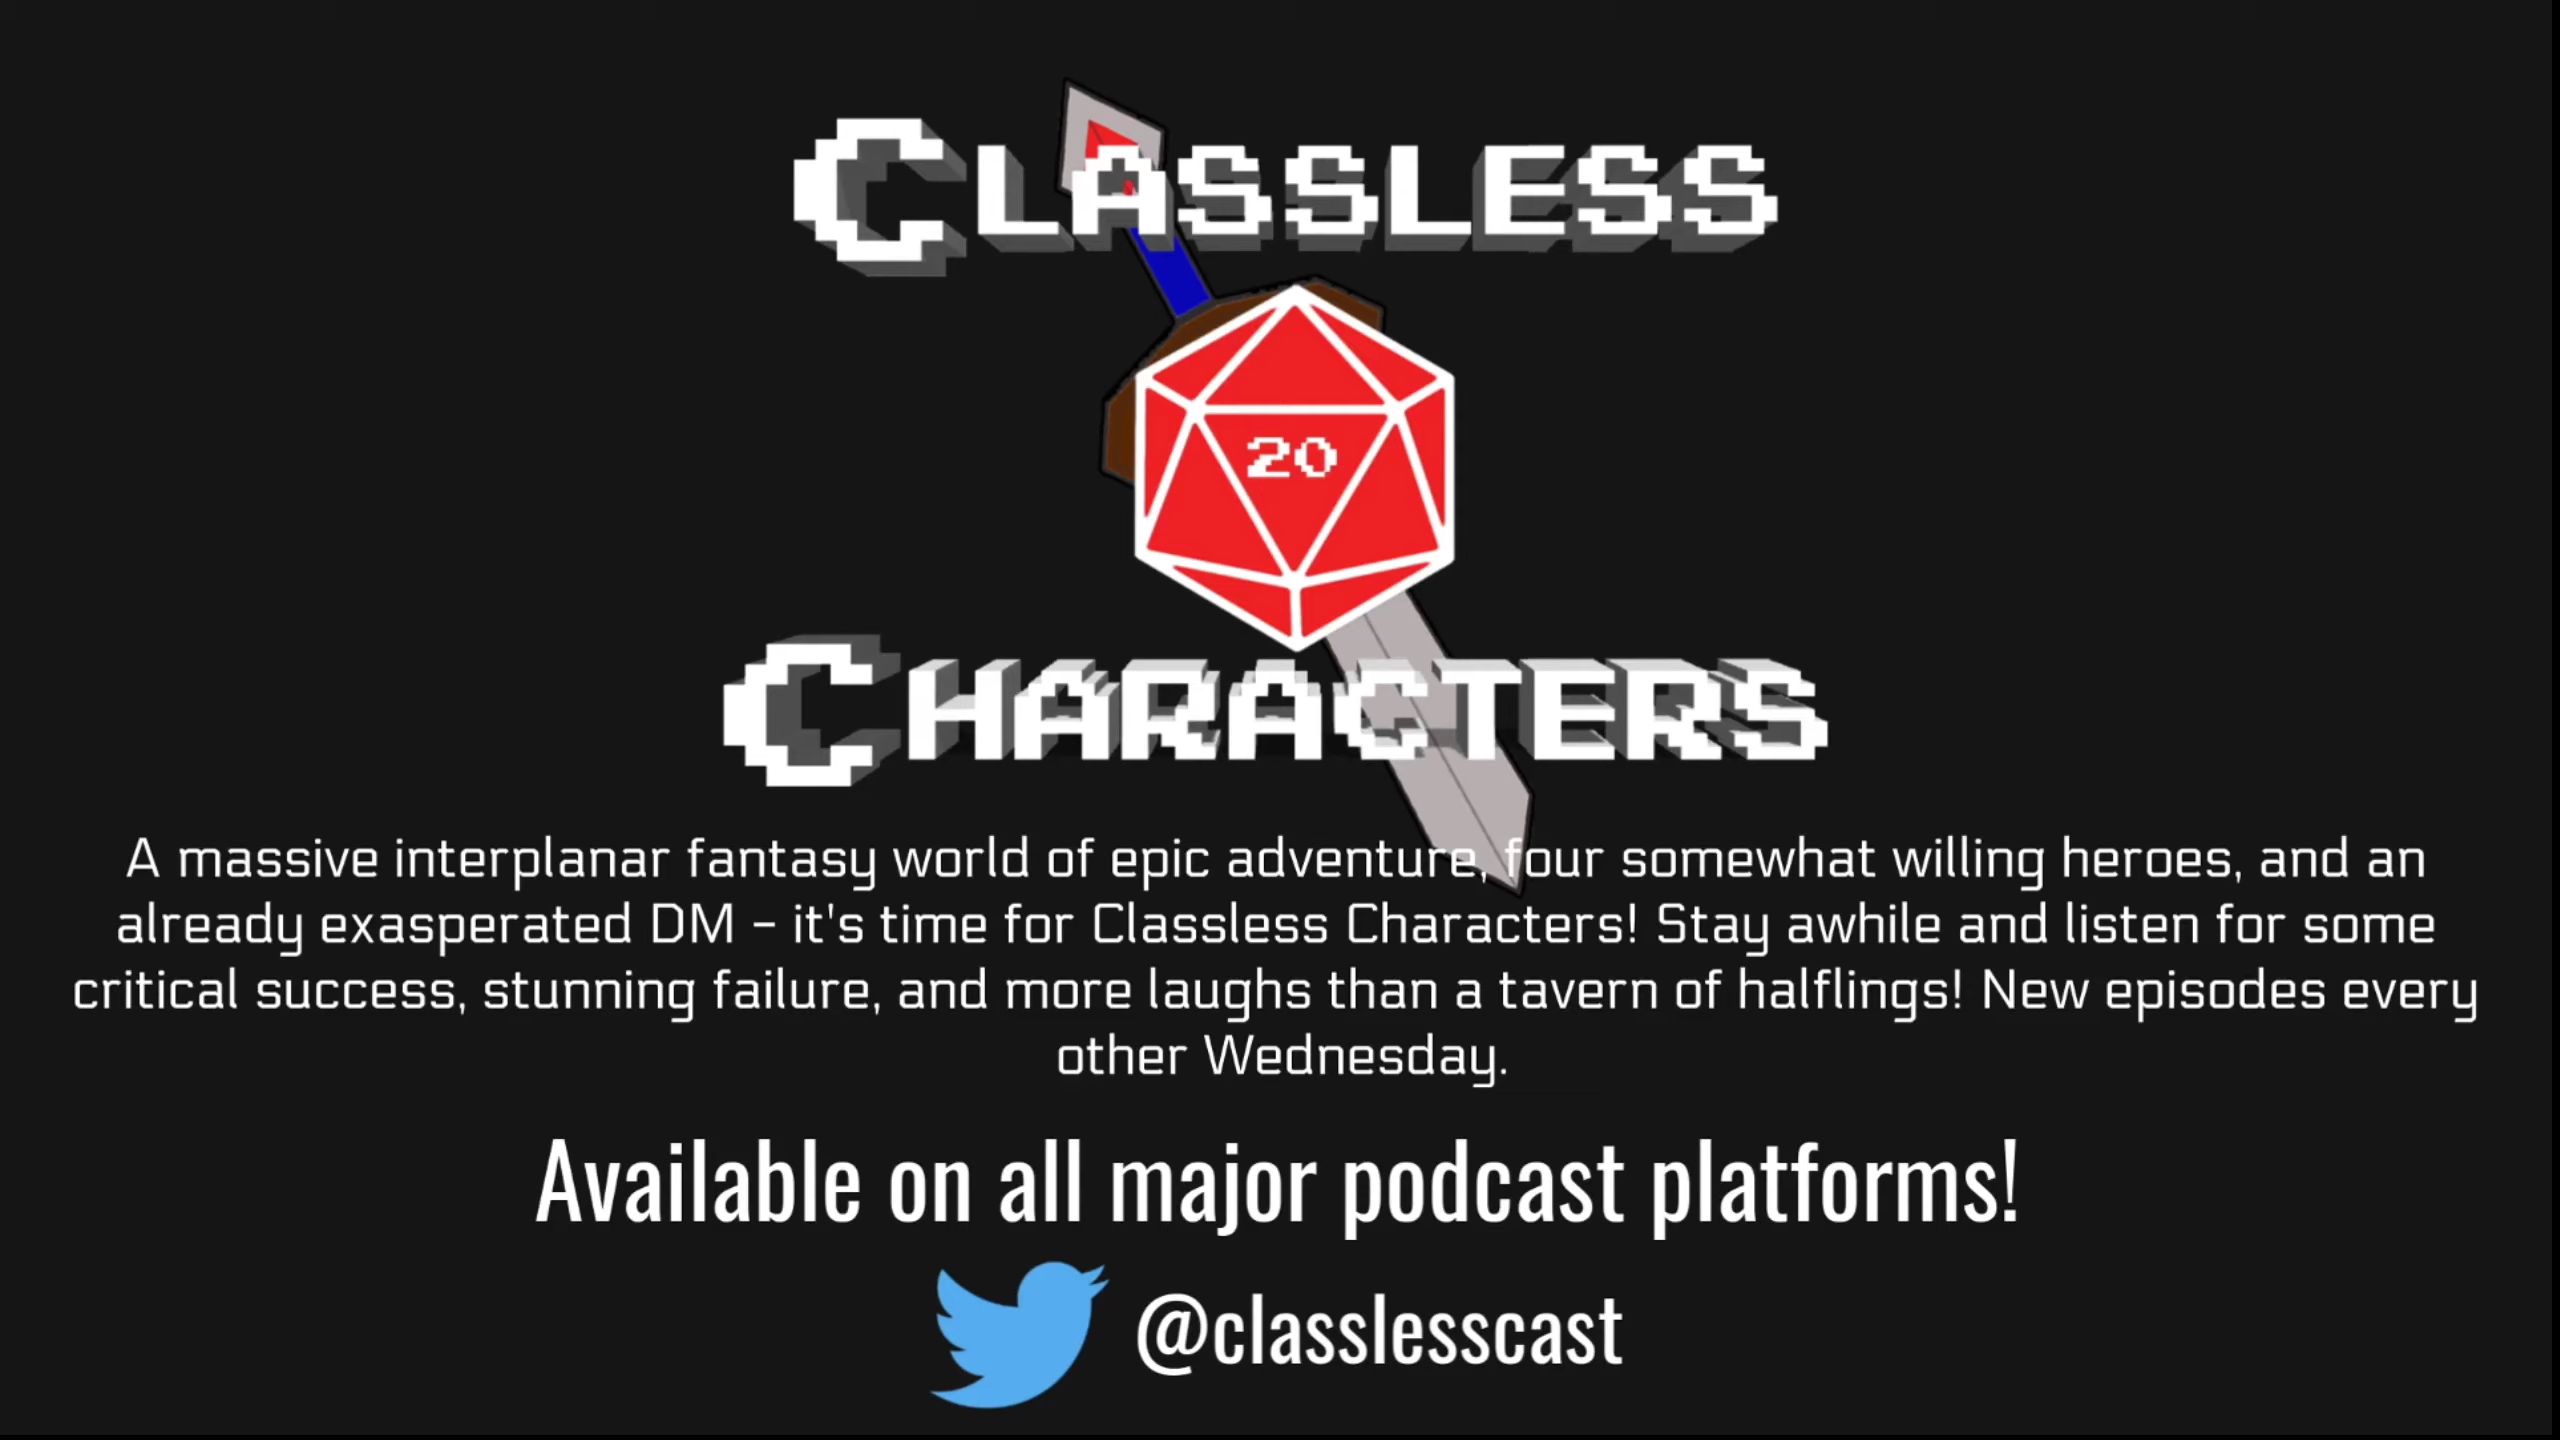 CLASSLESS
20
CHARACTERS
A massive interplanar fantasy world of epic adventure, four somewhat willing heroes, and an
already exasperated DM - it's time for Classless Characters! Stay awhile and listen for some
critical success, stunning failure, and more laughs than a tavern of halflings! New episodes every
other Wednesday.
Available on all major podcast platforms!
@classlesscast